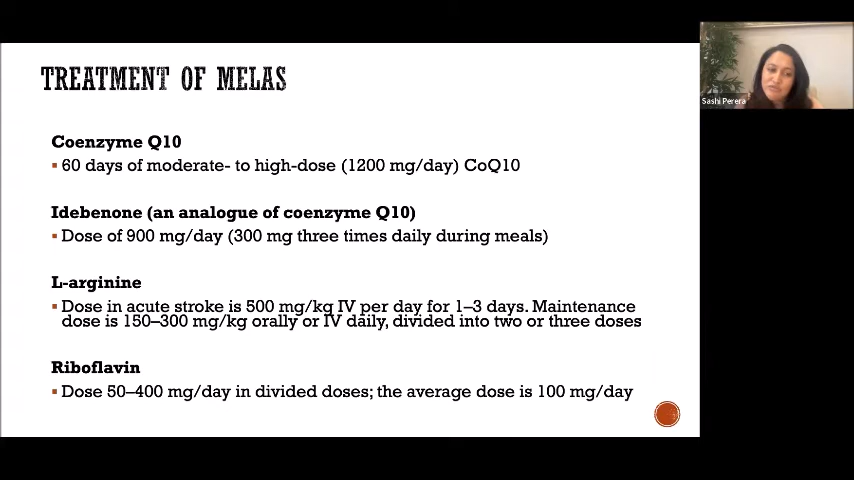 TREATMENT OF MELAS
Sashi Perera
Coenzyme Q10
▪ 60 days of moderate- to high-dose (1200 mg/day) CoQ10
Idebenone (an analogue of coenzyme Q10)
▪ Dose of 900 mg/day (300 mg three times daily during meals)
L-arginine
▪ Dose in acute stroke is 500 mg/kg IV per day for 1–3 days. Maintenance
dose is 150–300 mg/kg orally or IV daily, divided into two or three doses
Riboflavin
▪ Dose 50–400 mg/day in divided doses; the average dose is 100 mg/day